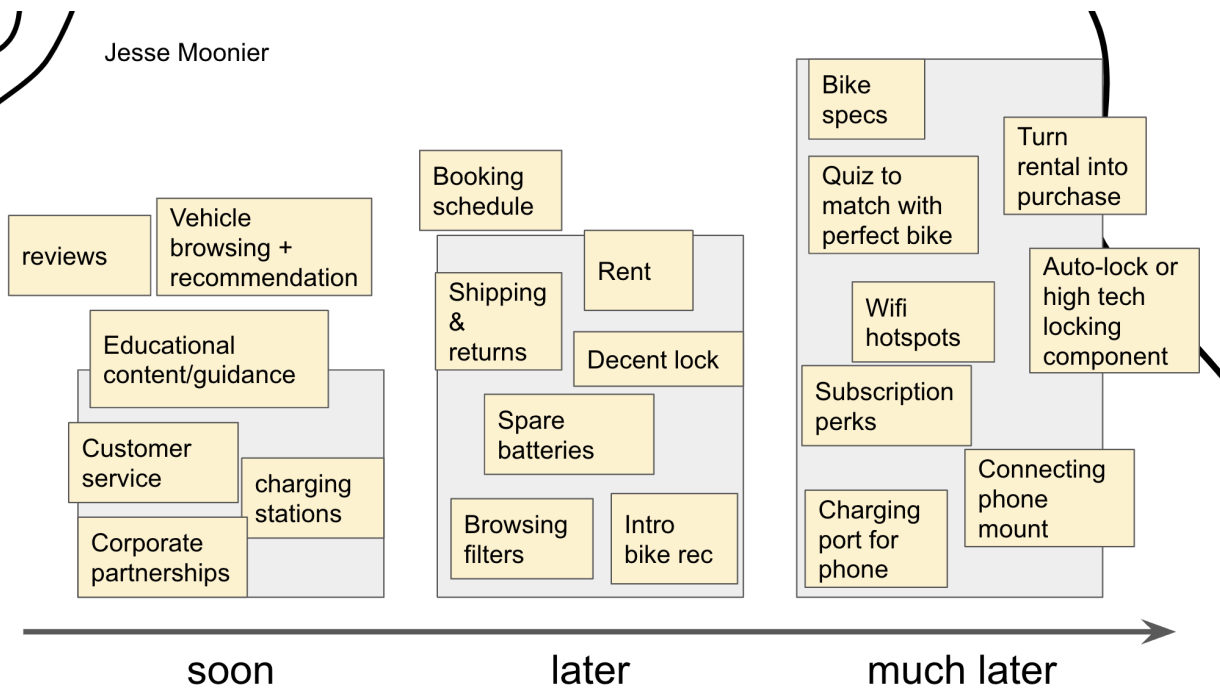 Jesse Moonier
reviews
Vehicle
browsing +
recommendation
Educational
content/guidance
Customer
service
charging
stations
Corporate
partnerships
Booking
schedule
Rent
Shipping
&
returns
Decent lock
Spare
batteries
Browsing
filters
Intro
bike rec
Bike
specs
Turn
rental into
purchase
Quiz to
match with
perfect bike
Auto-lock or
high tech
locking
component
Wifi
hotspots
Subscription
perks
Connecting
phone
mount
Charging
port for
phone
soon
later
much later